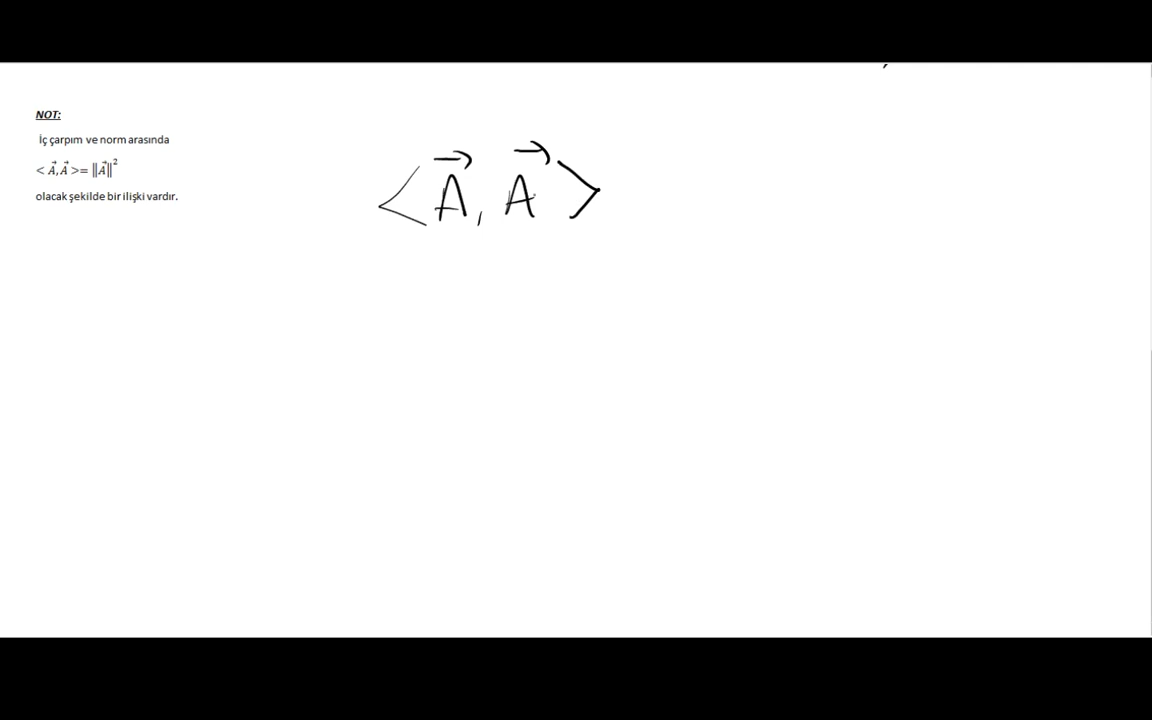 NOT:
İç çarpım ve norm arasında
< A⃗,A⃗ >= ‖A⃗‖²
olacak şekilde bir ilişki vardır.
<A⃗, A⃗>